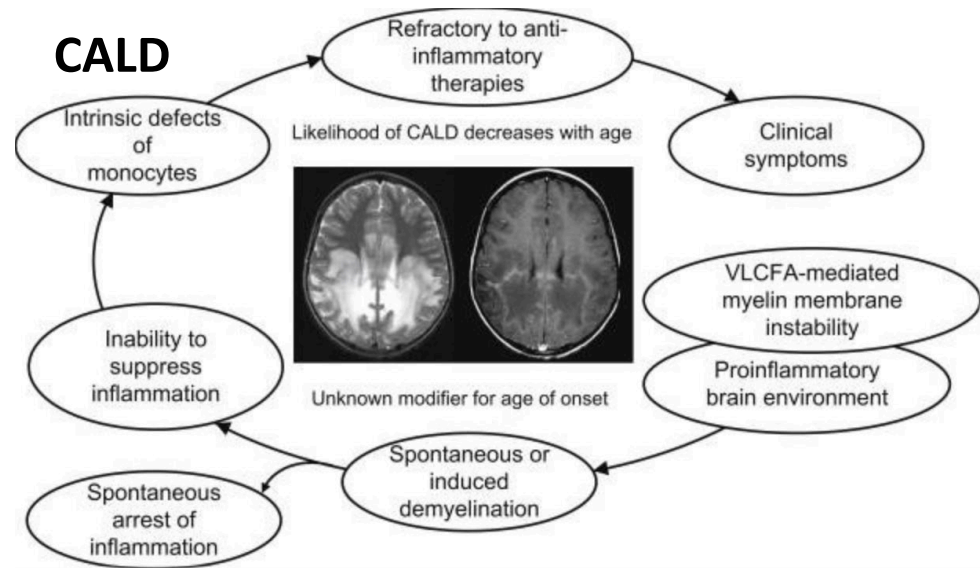 CALD
Refractory to anti-
inflammatory
therapies
Intrinsic defects
of
monocytes
Likelihood of CALD decreases with age
Clinical
symptoms
VLCFA-mediated
myelin membrane
instability
Inability to
suppress
inflammation
Proinflammatory
brain environment
Unknown modifier for age of onset
Spontaneous or
induced
demyelination
Spontaneous
arrest of
inflammation